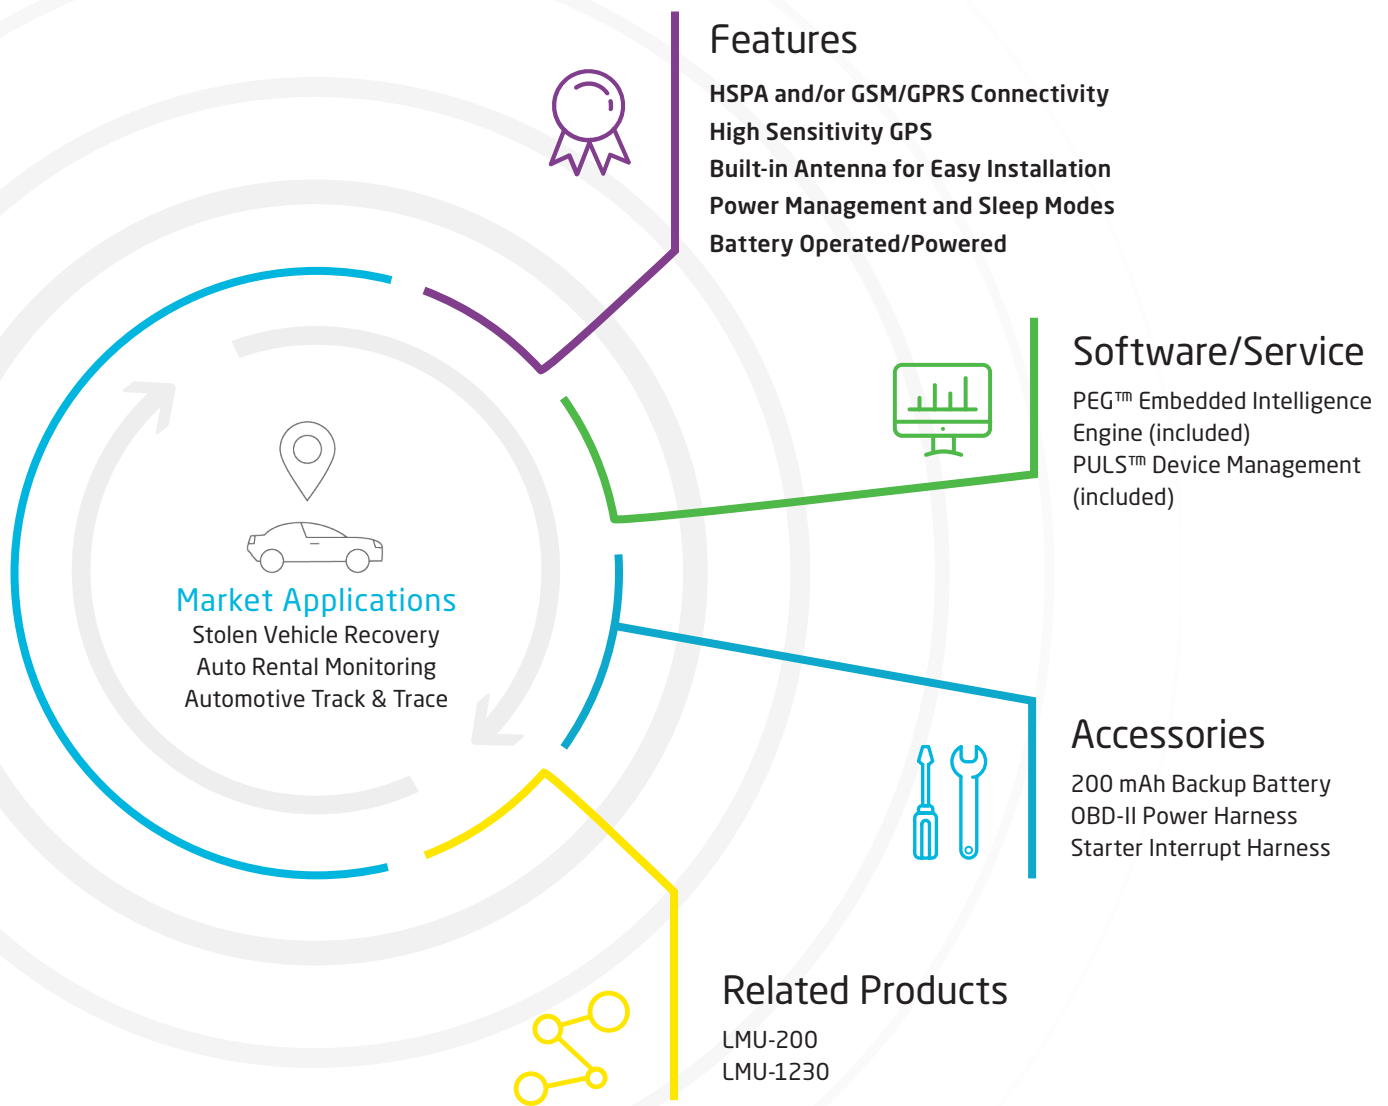 Features
HSPA and/or GSM/GPRS Connectivity
High Sensitivity GPS
Built-in Antenna for Easy Installation
Power Management and Sleep Modes
Battery Operated/Powered
Software/Service
PEG™ Embedded Intelligence
Engine (included)
PULS™ Device Management
(included)
Market Applications
Stolen Vehicle Recovery
Auto Rental Monitoring
Automotive Track & Trace
Accessories
200 mAh Backup Battery
OBD-II Power Harness
Starter Interrupt Harness
Related Products
LMU-200
LMU-1230